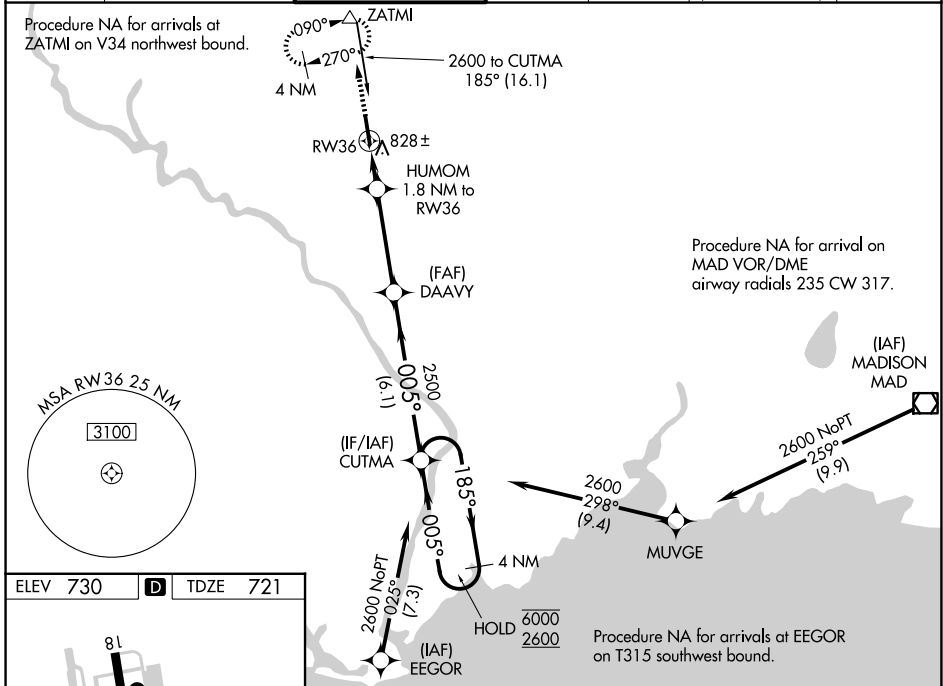 Procedure NA for arrivals at
ZATMI on V34 northwest bound.
ZATMI
090°
270°
4 NM
2600 to CUTMA
185° (16.1)
RW36
828±
HUMOM
1.8 NM to
RW36
(FAF)
DAAVY
Procedure NA for arrival on
MAD VOR/DME
airway radials 235 CW 317.
(IAF)
MADISON
MAD
2500
005°
(6.1)
MSA RW36 25 NM
3100
(IF/IAF)
CUTMA
185°
005°
2600 NoPT
259°
(9.9)
2600
298°
(9.4)
MUVGE
4 NM
2600 NoPT
025°
(7.3)
HOLD 6000
2600
(IAF)
EEGOR
Procedure NA for arrivals at EEGOR
on T315 southwest bound.
ELEV 730 D TDZE 721
18